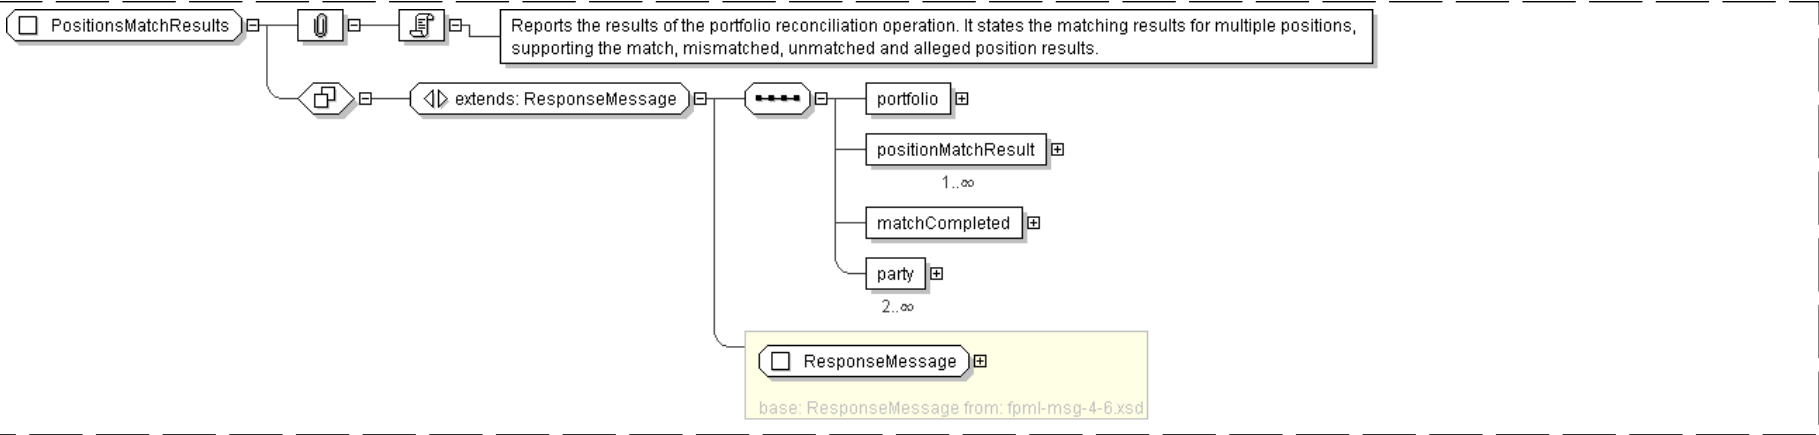 PositionsMatchResults
Reports the results of the portfolio reconciliation operation. It states the matching results for multiple positions,
supporting the match, mismatched, unmatched and alleged position results.
extends: ResponseMessage
portfolio
positionMatchResult
1..∞
matchCompleted
party
2..∞
ResponseMessage
base: ResponseMessage from: fpml-msg-4-6.xsd